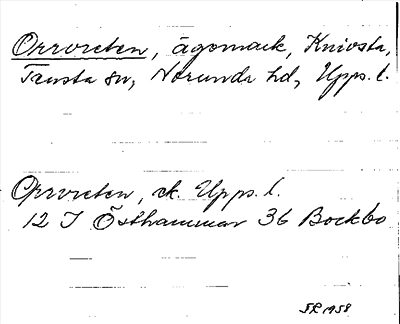 Orrvreten, ägomark, Knivsta,
Tensta sn, Norunda hd, Upps. l.
Orrvreten, ek. Upps. l.
12 I Östhammar 36 Bockbo
SR 1958